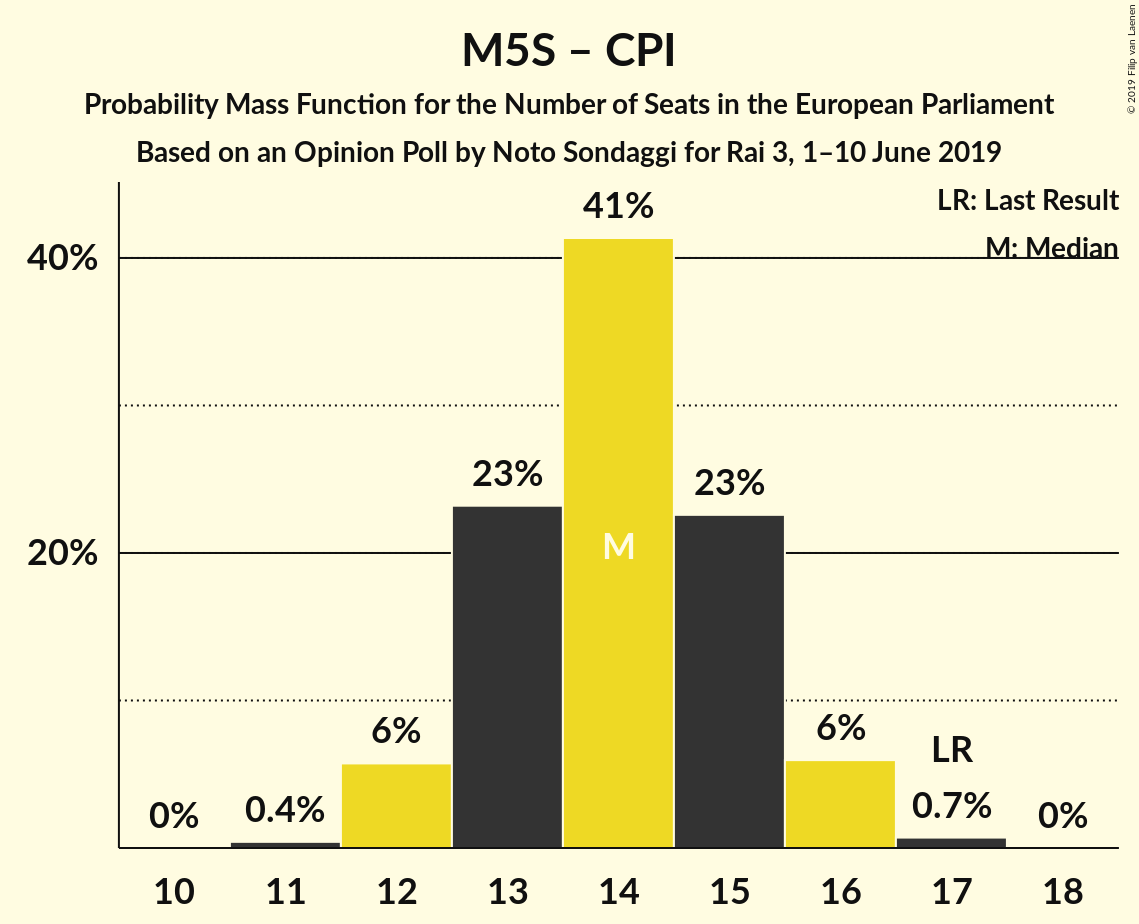 M5S – CPI
Probability Mass Function for the Number of Seats in the European Parliament
Based on an Opinion Poll by Noto Sondaggi for Rai 3, 1–10 June 2019
© 2019 Filip van Laenen
LR: Last Result
M: Median
40%
20%
0%
0.4%
6%
23%
41%
M
23%
6%
LR
0.7%
0%
10 11 12 13 14 15 16 17 18